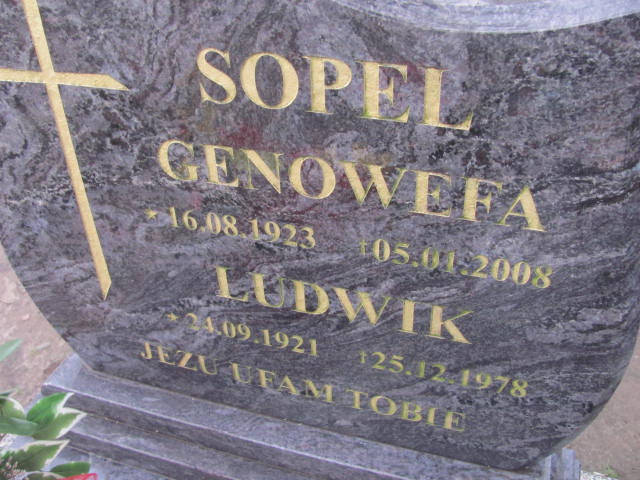 SOPEL
GENOWEFA
* 16.08.1923 †05.01.2008
LUDWIK
* 24.09.1921 †25.12.1978
JEZU UFAM TOBIE